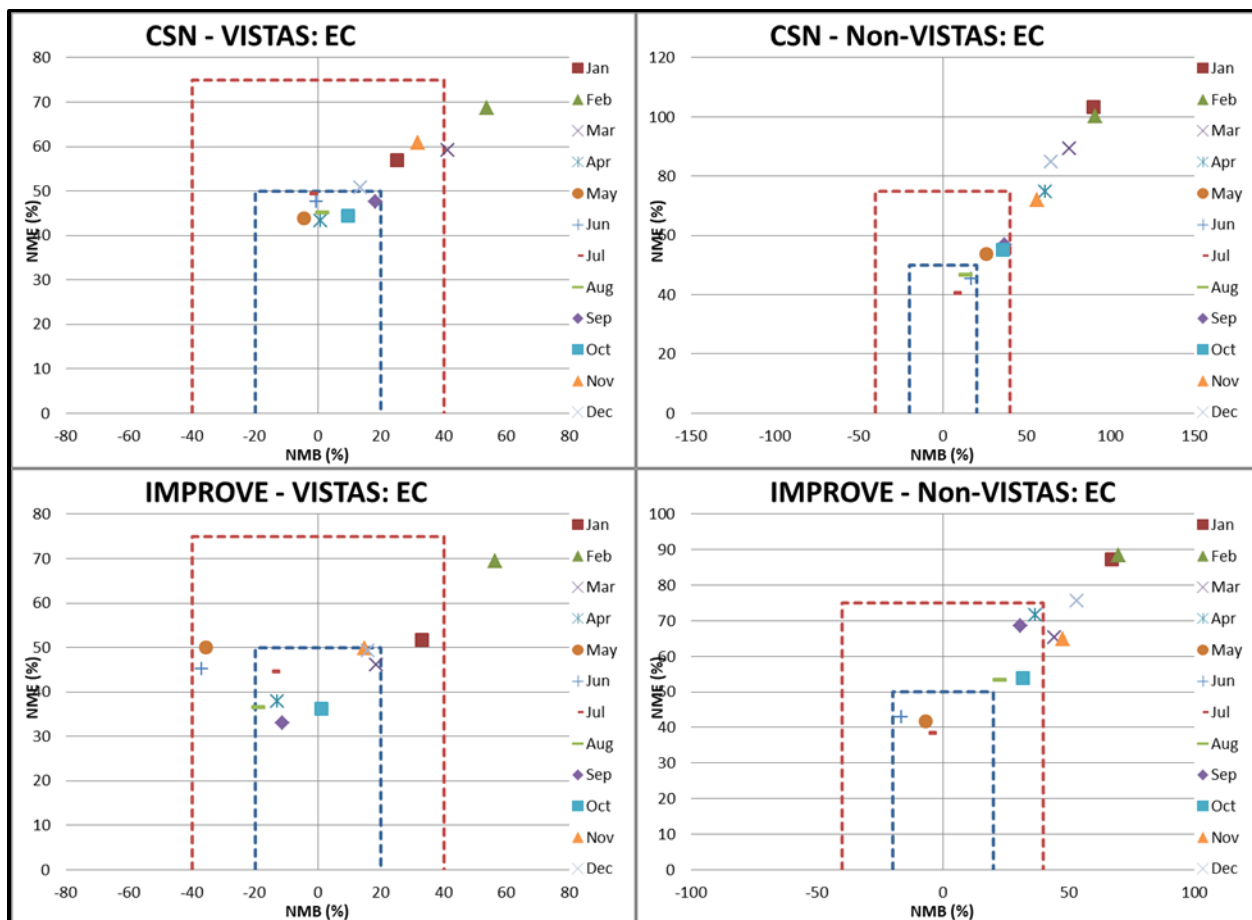 CSN - VISTAS: EC
80
70
60
50
40
30
20
10
0
NME (%)
-80 -60 -40 -20 0 20 40 60 80
NMB (%)
Jan
Feb
Mar
Apr
May
Jun
Jul
Aug
Sep
Oct
Nov
Dec
CSN - Non-VISTAS: EC
120
100
80
60
40
20
0
NME (%)
-150 -100 -50 0 50 100 150
NMB (%)
Jan
Feb
Mar
Apr
May
Jun
Jul
Aug
Sep
Oct
Nov
Dec
IMPROVE - VISTAS: EC
80
70
60
50
40
30
20
10
0
NME (%)
-80 -60 -40 -20 0 20 40 60 80
NMB (%)
Jan
Feb
Mar
Apr
May
Jun
Jul
Aug
Sep
Oct
Nov
Dec
IMPROVE - Non-VISTAS: EC
100
90
80
70
60
50
40
30
20
10
0
NME (%)
-100 -50 0 50 100
NMB (%)
Jan
Feb
Mar
Apr
May
Jun
Jul
Aug
Sep
Oct
Nov
Dec